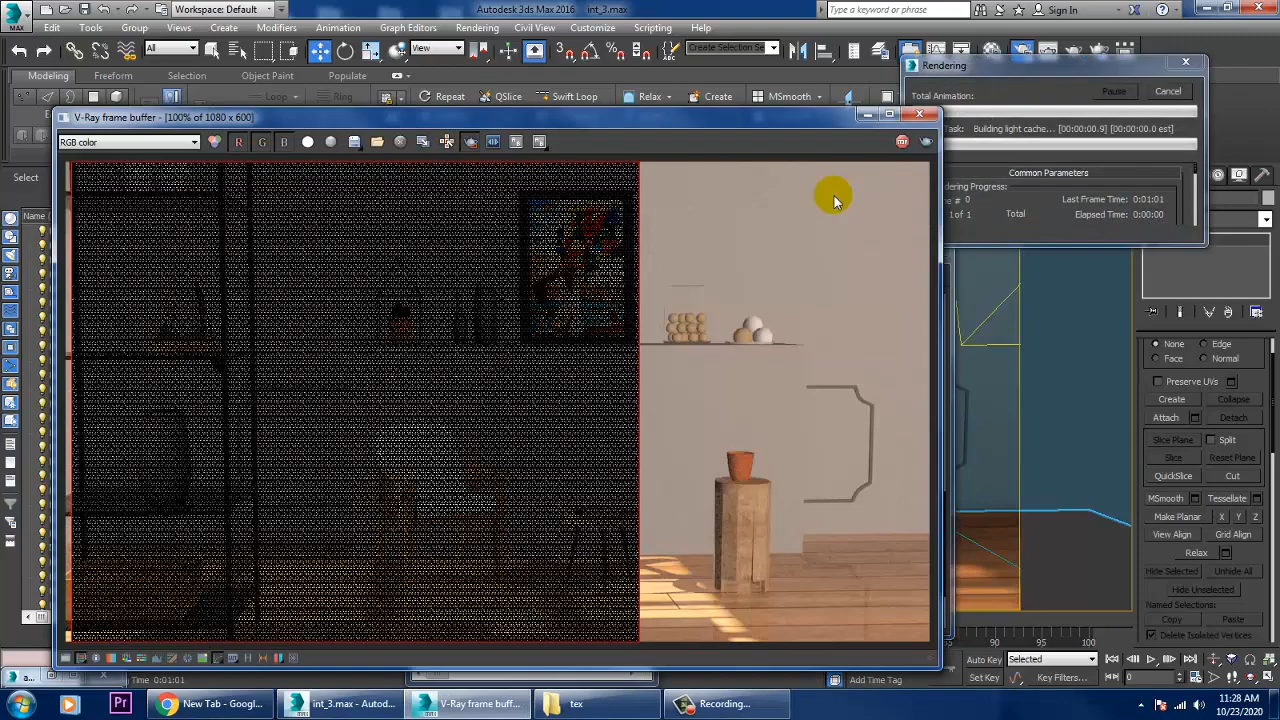 Workspace: Default
Autodesk 3ds Max 2016 int_3.max
Type a keyword or phrase
Sign In
MAX
Edit Tools Group Views Create Modifiers Animation Graph Editors Rendering Civil View Customize Scripting Help
All
View
Create Selection Se
Modeling Freeform Selection Object Paint Populate
Rendering
Loop Ring Repeat QSlice Swift Loop Relax Create MSmooth
Total Animation:
Pause Cancel
V-Ray frame buffer - [100% of 1080 x 600]
Task: Building light cache... [00:00:00.9] [00:00:00.0 est]
RGB color
R G B
Common Parameters
Select
Rendering Progress:
Name
# 0 Last Frame Time: 0:01:01
1 of 1 Total Elapsed Time: 0:00:00
None Edge
Face Normal
Preserve UVs
Create Collapse
Attach Detach
Slice Plane Split
Slice Reset Plane
QuickSlice Cut
MSmooth Tessellate
Make Planar X Y Z
View Align Grid Align
Relax
Hide Selected Unhide All
Hide Unselected
Named Selections:
Copy Paste
Delete Isolated Vertices
90 95 100
Auto Key Selected
Set Key Key Filters... 0
Time 0:01:01
Add Time Tag
Pr New Tab - Googl... int_3.max - Autod... V-Ray frame buff... tex Recording...
11:28 AM
10/23/2020